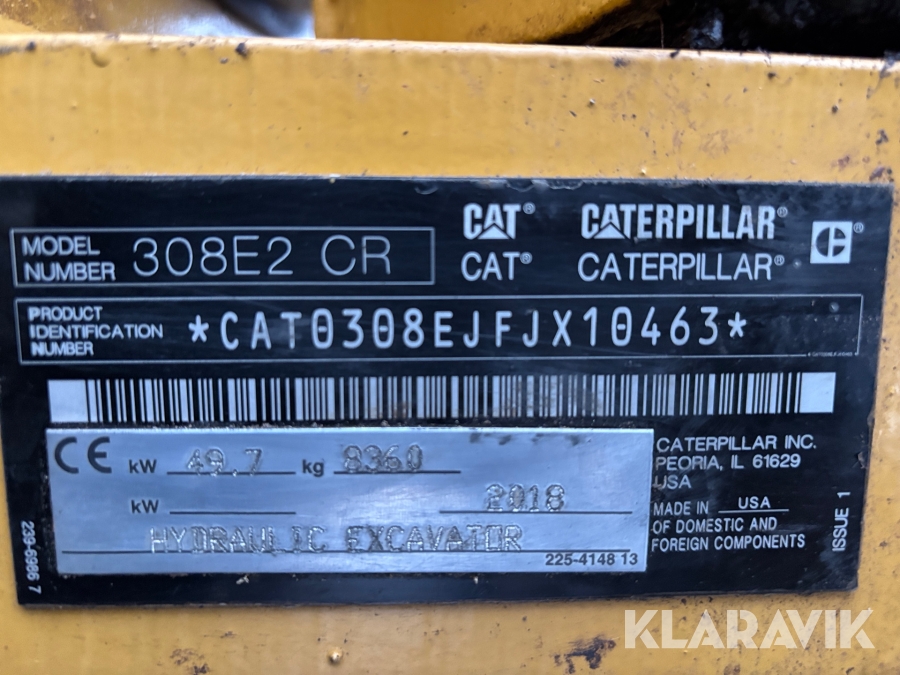 MODEL NUMBER 308E2 CR
CAT® CATERPILLAR®
CAT® CATERPILLAR®
PRODUCT IDENTIFICATION NUMBER *CAT0308EJFJX10463*
CE kW 49.7 kg 8360
kW 2018
HYDRAULIC EXCAVATOR
225-4148 13
CATERPILLAR INC.
PEORIA, IL 61629
USA
MADE IN USA
OF DOMESTIC AND
FOREIGN COMPONENTS
ISSUE 1
239-6986 7
KLARAVIK